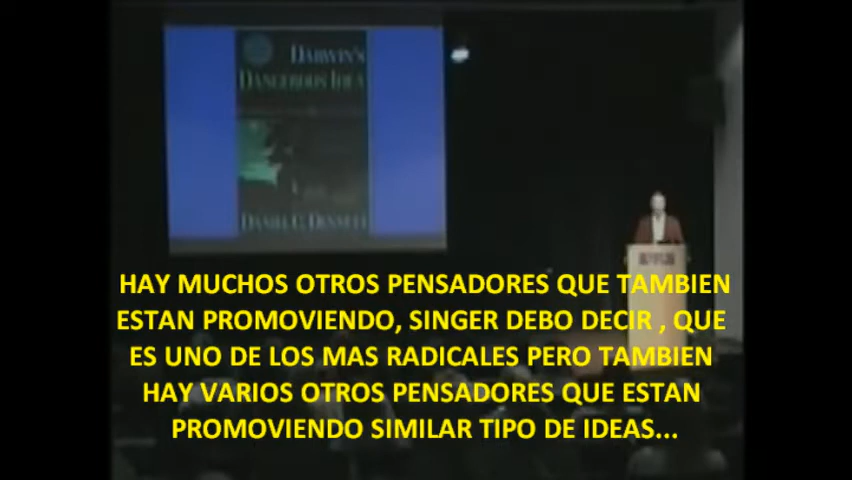 DARWIN'S
DANGEROUS IDEA
DANIEL C. DENNETT
HAY MUCHOS OTROS PENSADORES QUE TAMBIEN
ESTAN PROMOVIENDO, SINGER DEBO DECIR , QUE
ES UNO DE LOS MAS RADICALES PERO TAMBIEN
HAY VARIOS OTROS PENSADORES QUE ESTAN
PROMOVIENDO SIMILAR TIPO DE IDEAS...